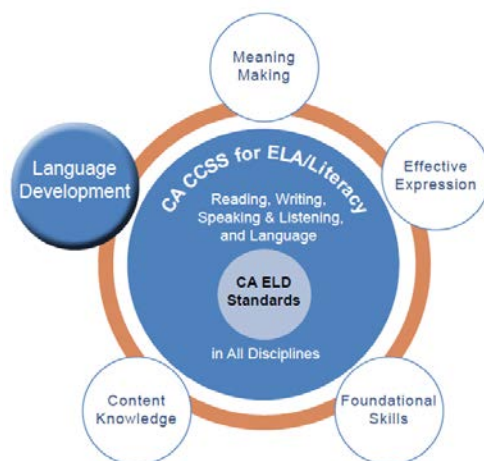 Meaning
Making
Language
Development
Effective
Expression
CA CCSS for ELA/Literacy
Reading, Writing,
Speaking & Listening,
and Language
CA ELD
Standards
in All Disciplines
Content
Knowledge
Foundational
Skills